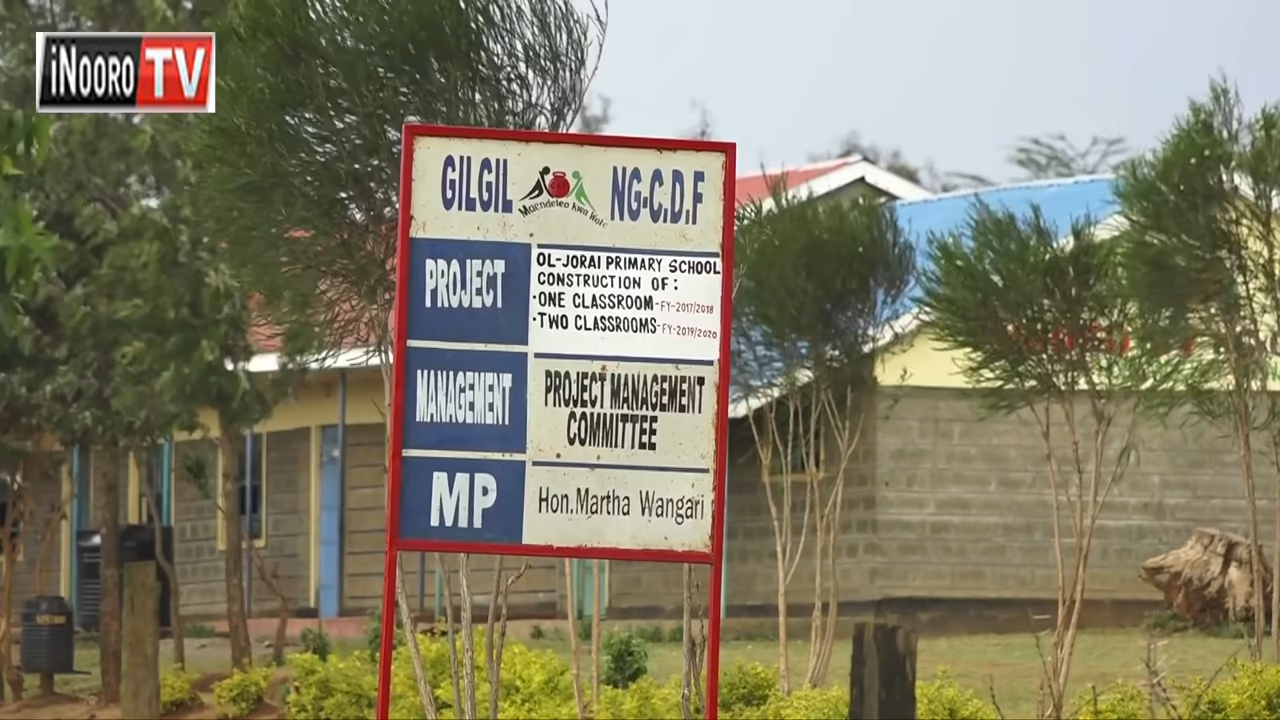 iNooro TV
GILGIL NG-C.D.F
Maendeleo Kwa Wote
PROJECT
OL-JORAI PRIMARY SCHOOL
CONSTRUCTION OF:
·ONE CLASSROOM-FY-2017/2018
·TWO CLASSROOMS-FY-2019/2020
MANAGEMENT
PROJECT MANAGEMENT
COMMITTEE
MP
Hon.Martha Wangari